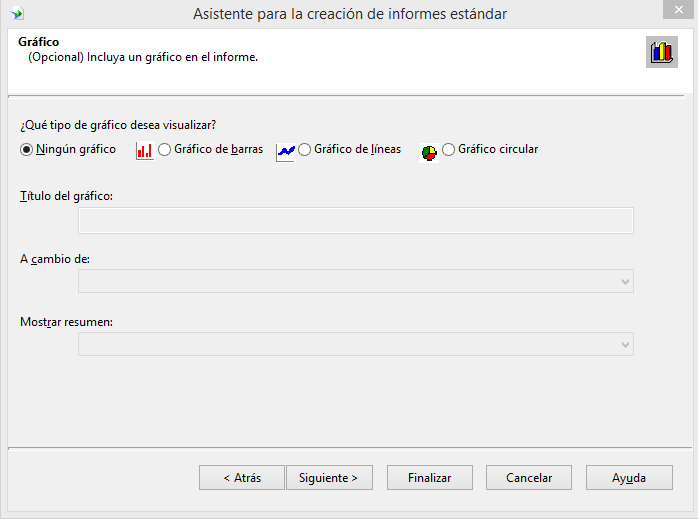 Asistente para la creación de informes estándar
Gráfico
(Opcional) Incluya un gráfico en el informe.
¿Qué tipo de gráfico desea visualizar?
Ningún gráfico Gráfico de barras Gráfico de líneas Gráfico circular
Título del gráfico:
A cambio de:
Mostrar resumen:
< Atrás Siguiente > Finalizar Cancelar Ayuda